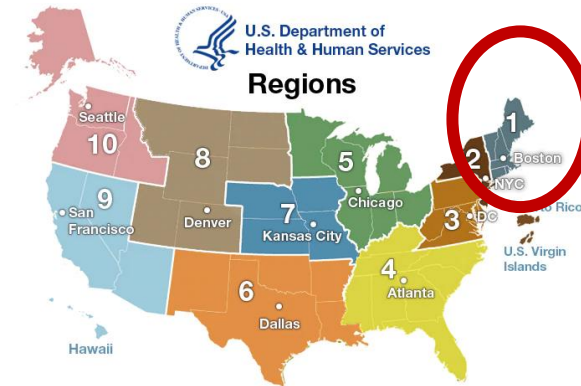 U.S. Department of
Health & Human Services
Regions
Seattle
10
8
9
San
Francisco
Denver
7
Kansas City
5
Chicago
1
Boston
2
NYC
3
DC
o Rico
U.S. Virgin
Islands
4
Atlanta
6
Dallas
Hawaii